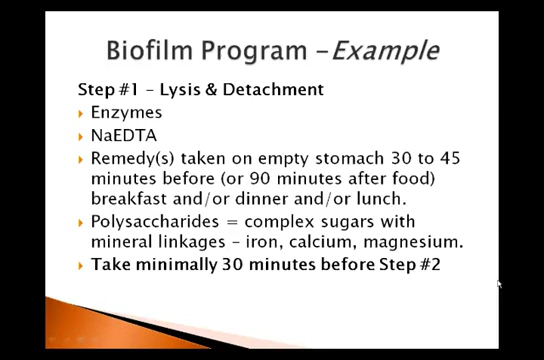 Biofilm Program –Example
Step #1 – Lysis & Detachment
Enzymes
NaEDTA
Remedy(s) taken on empty stomach 30 to 45
minutes before (or 90 minutes after food)
breakfast and/or dinner and/or lunch.
Polysaccharides = complex sugars with
mineral linkages – iron, calcium, magnesium.
Take minimally 30 minutes before Step #2